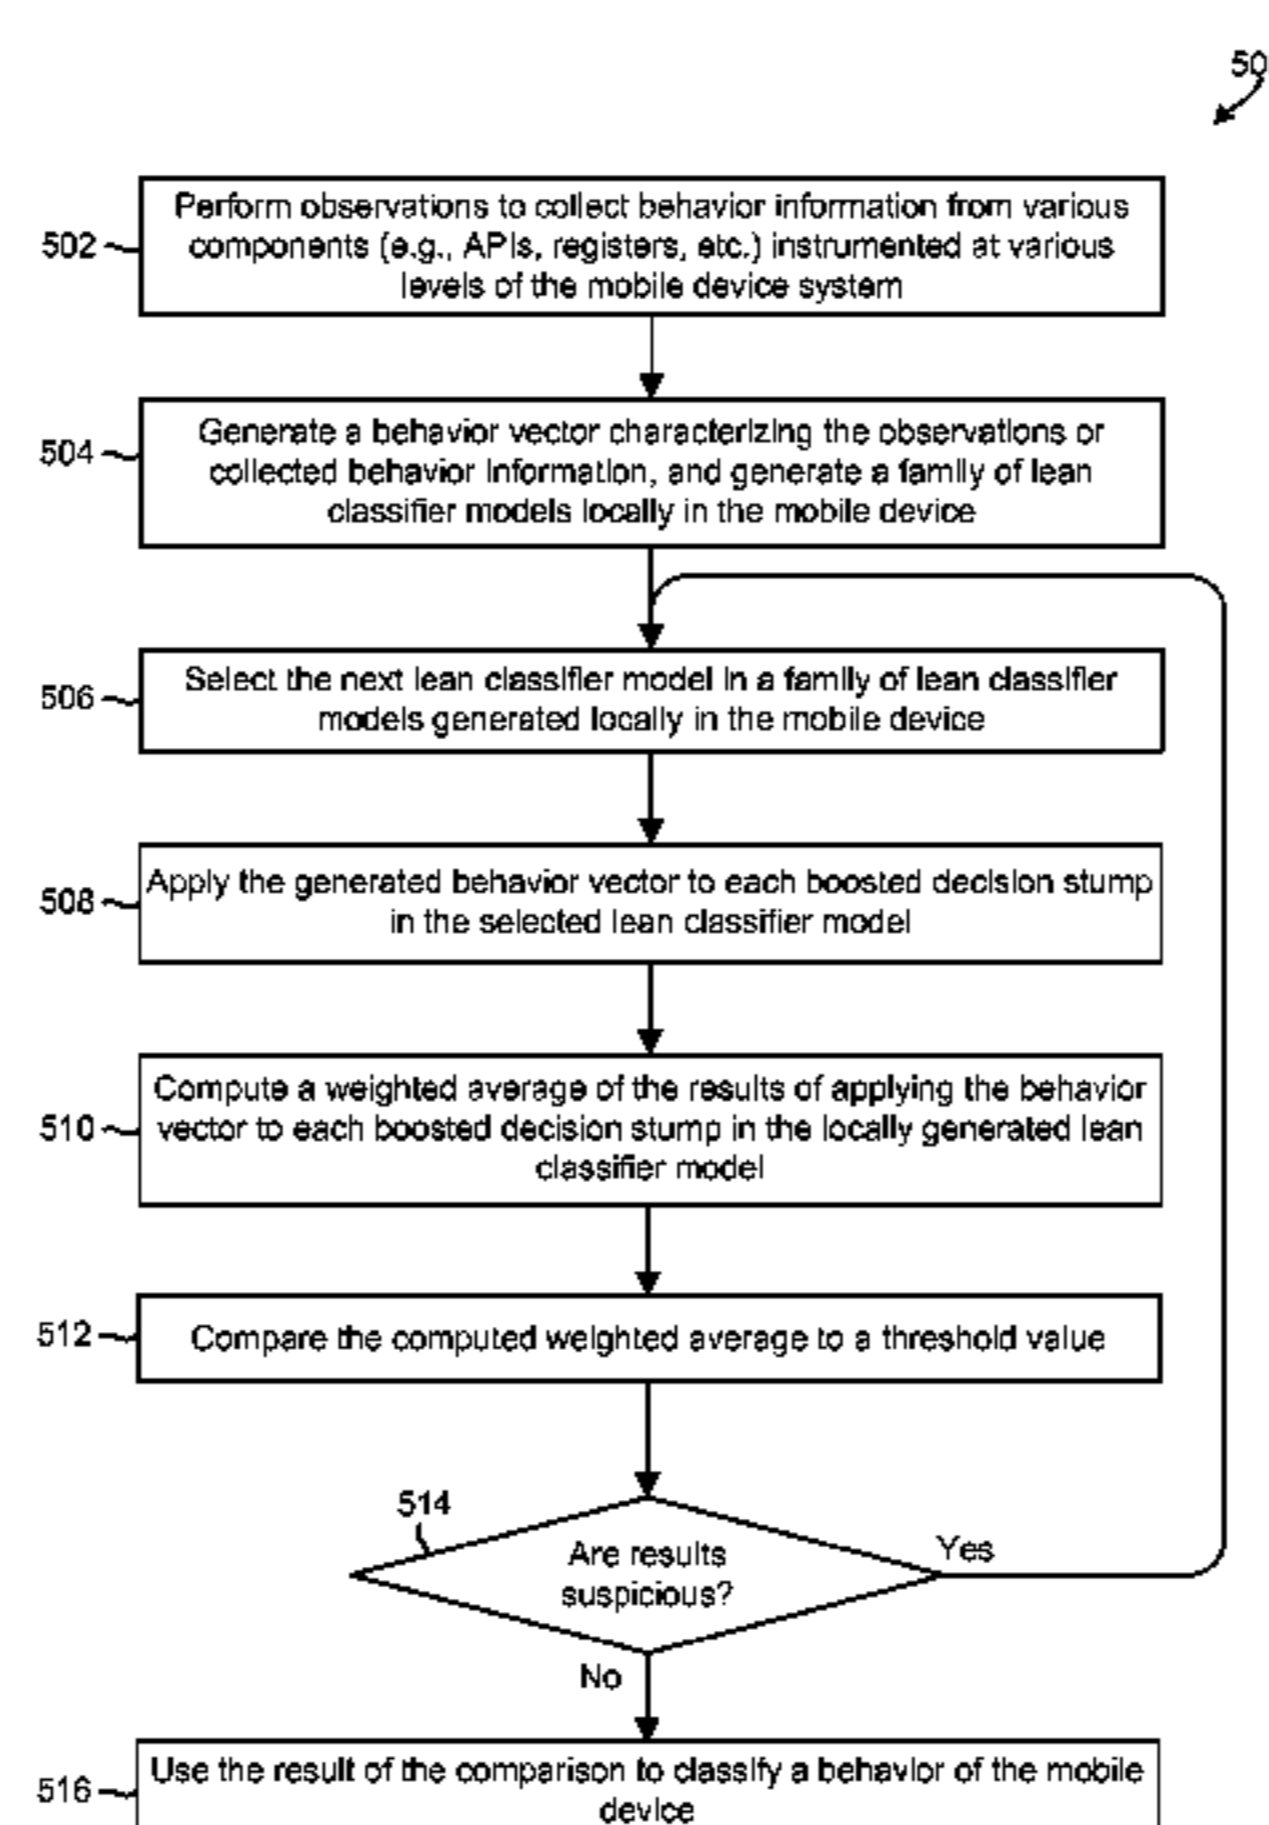 50
502
Perform observations to collect behavior information from various
components (e.g., APIs, registers, etc.) instrumented at various
levels of the mobile device system
504
Generate a behavior vector characterizing the observations or
collected behavior information, and generate a family of lean
classifier models locally in the mobile device
506
Select the next lean classifier model in a family of lean classifier
models generated locally in the mobile device
508
Apply the generated behavior vector to each boosted decision stump
in the selected lean classifier model
510
Compute a weighted average of the results of applying the behavior
vector to each boosted decision stump in the locally generated lean
classifier model
512
Compare the computed weighted average to a threshold value
514
Are results
suspicious?
Yes
No
516
Use the result of the comparison to classify a behavior of the mobile
device